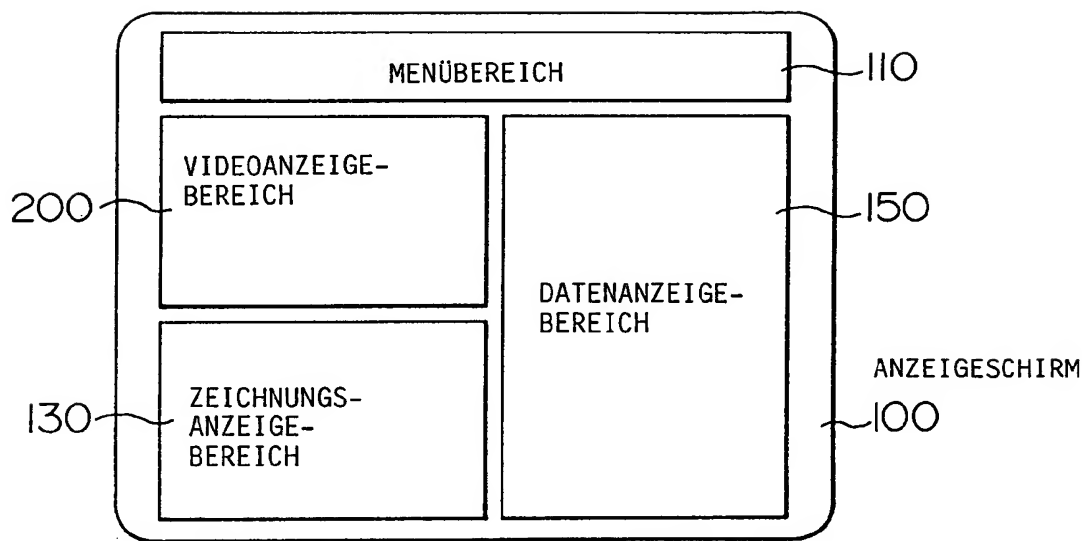 MENÜBEREICH
110
VIDEOANZEIGE-
BEREICH
200
150
DATENANZEIGE-
BEREICH
ZEICHNUNGS-
ANZEIGE-
BEREICH
130
ANZEIGESCHIRM
100